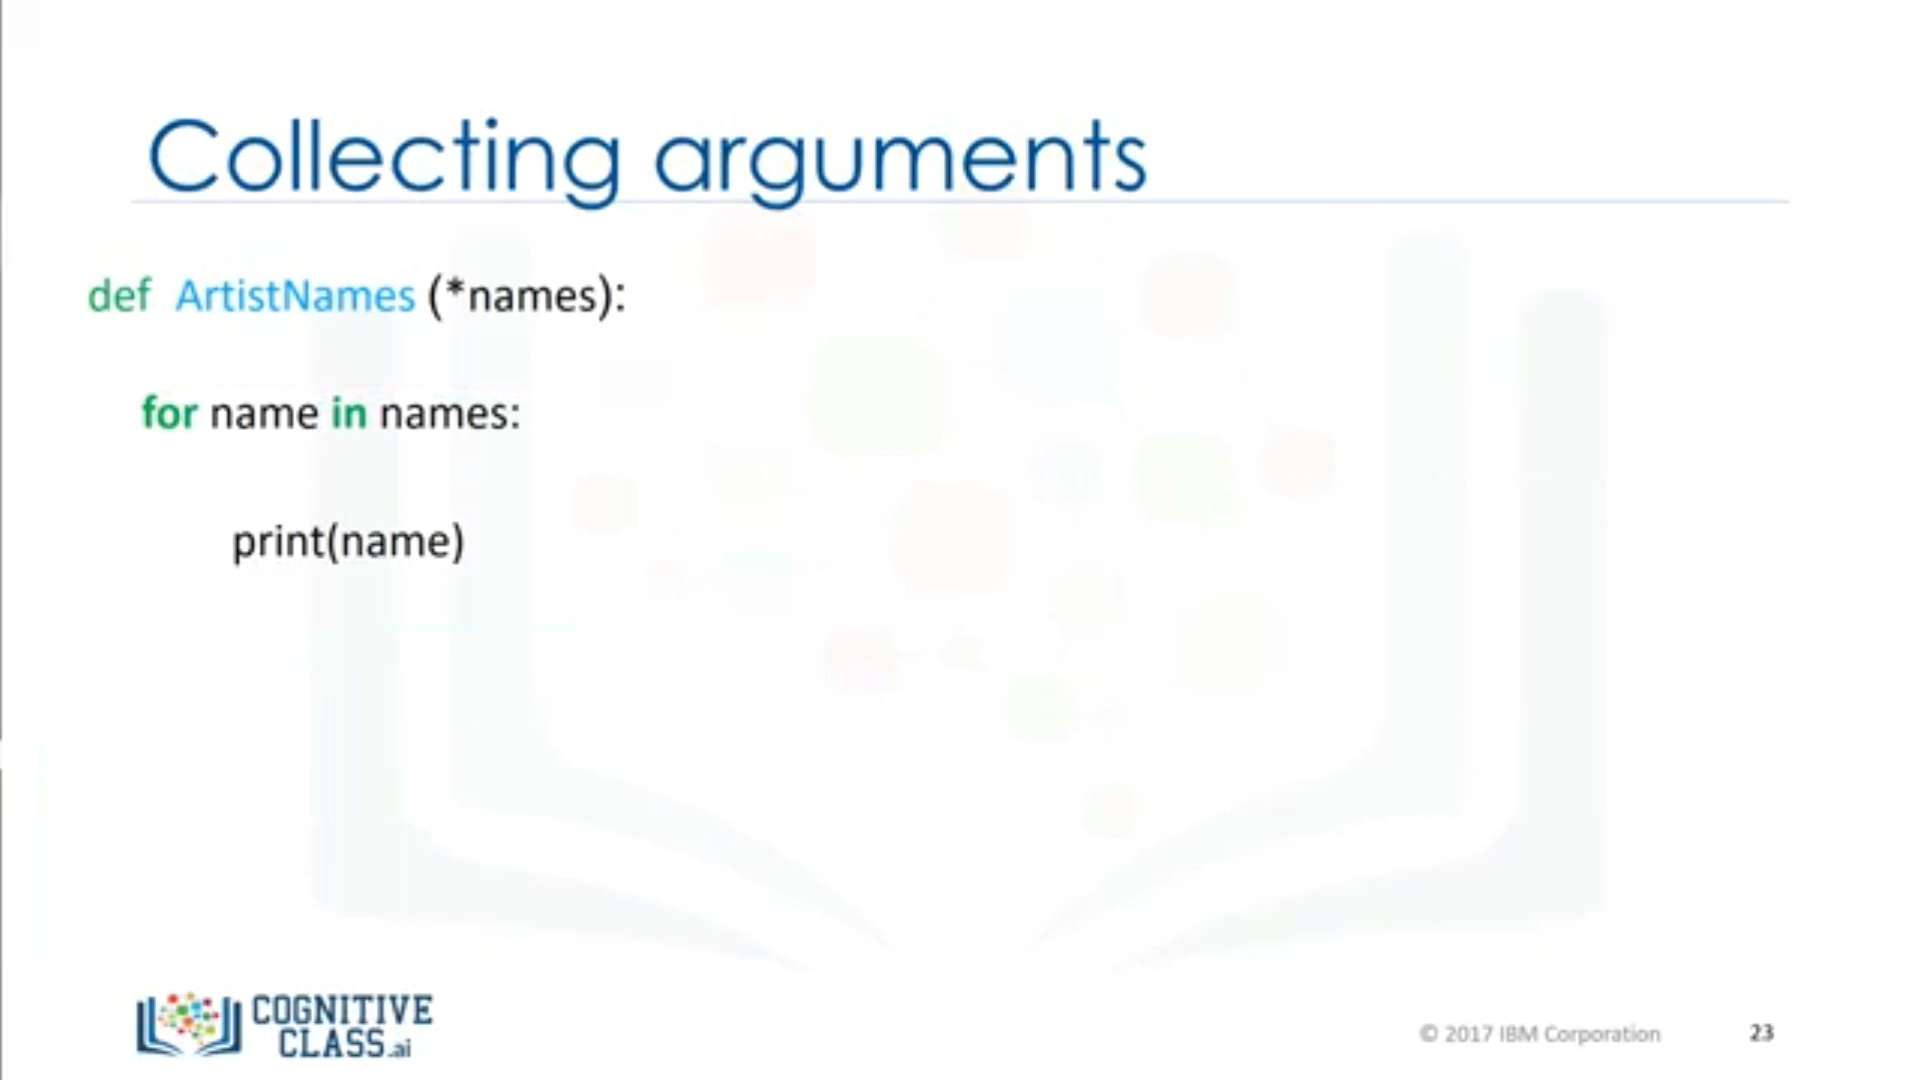 Collecting arguments
def ArtistNames (*names):
for name in names:
print(name)
COGNITIVE
CLASS.ai
© 2017 IBM Corporation 23